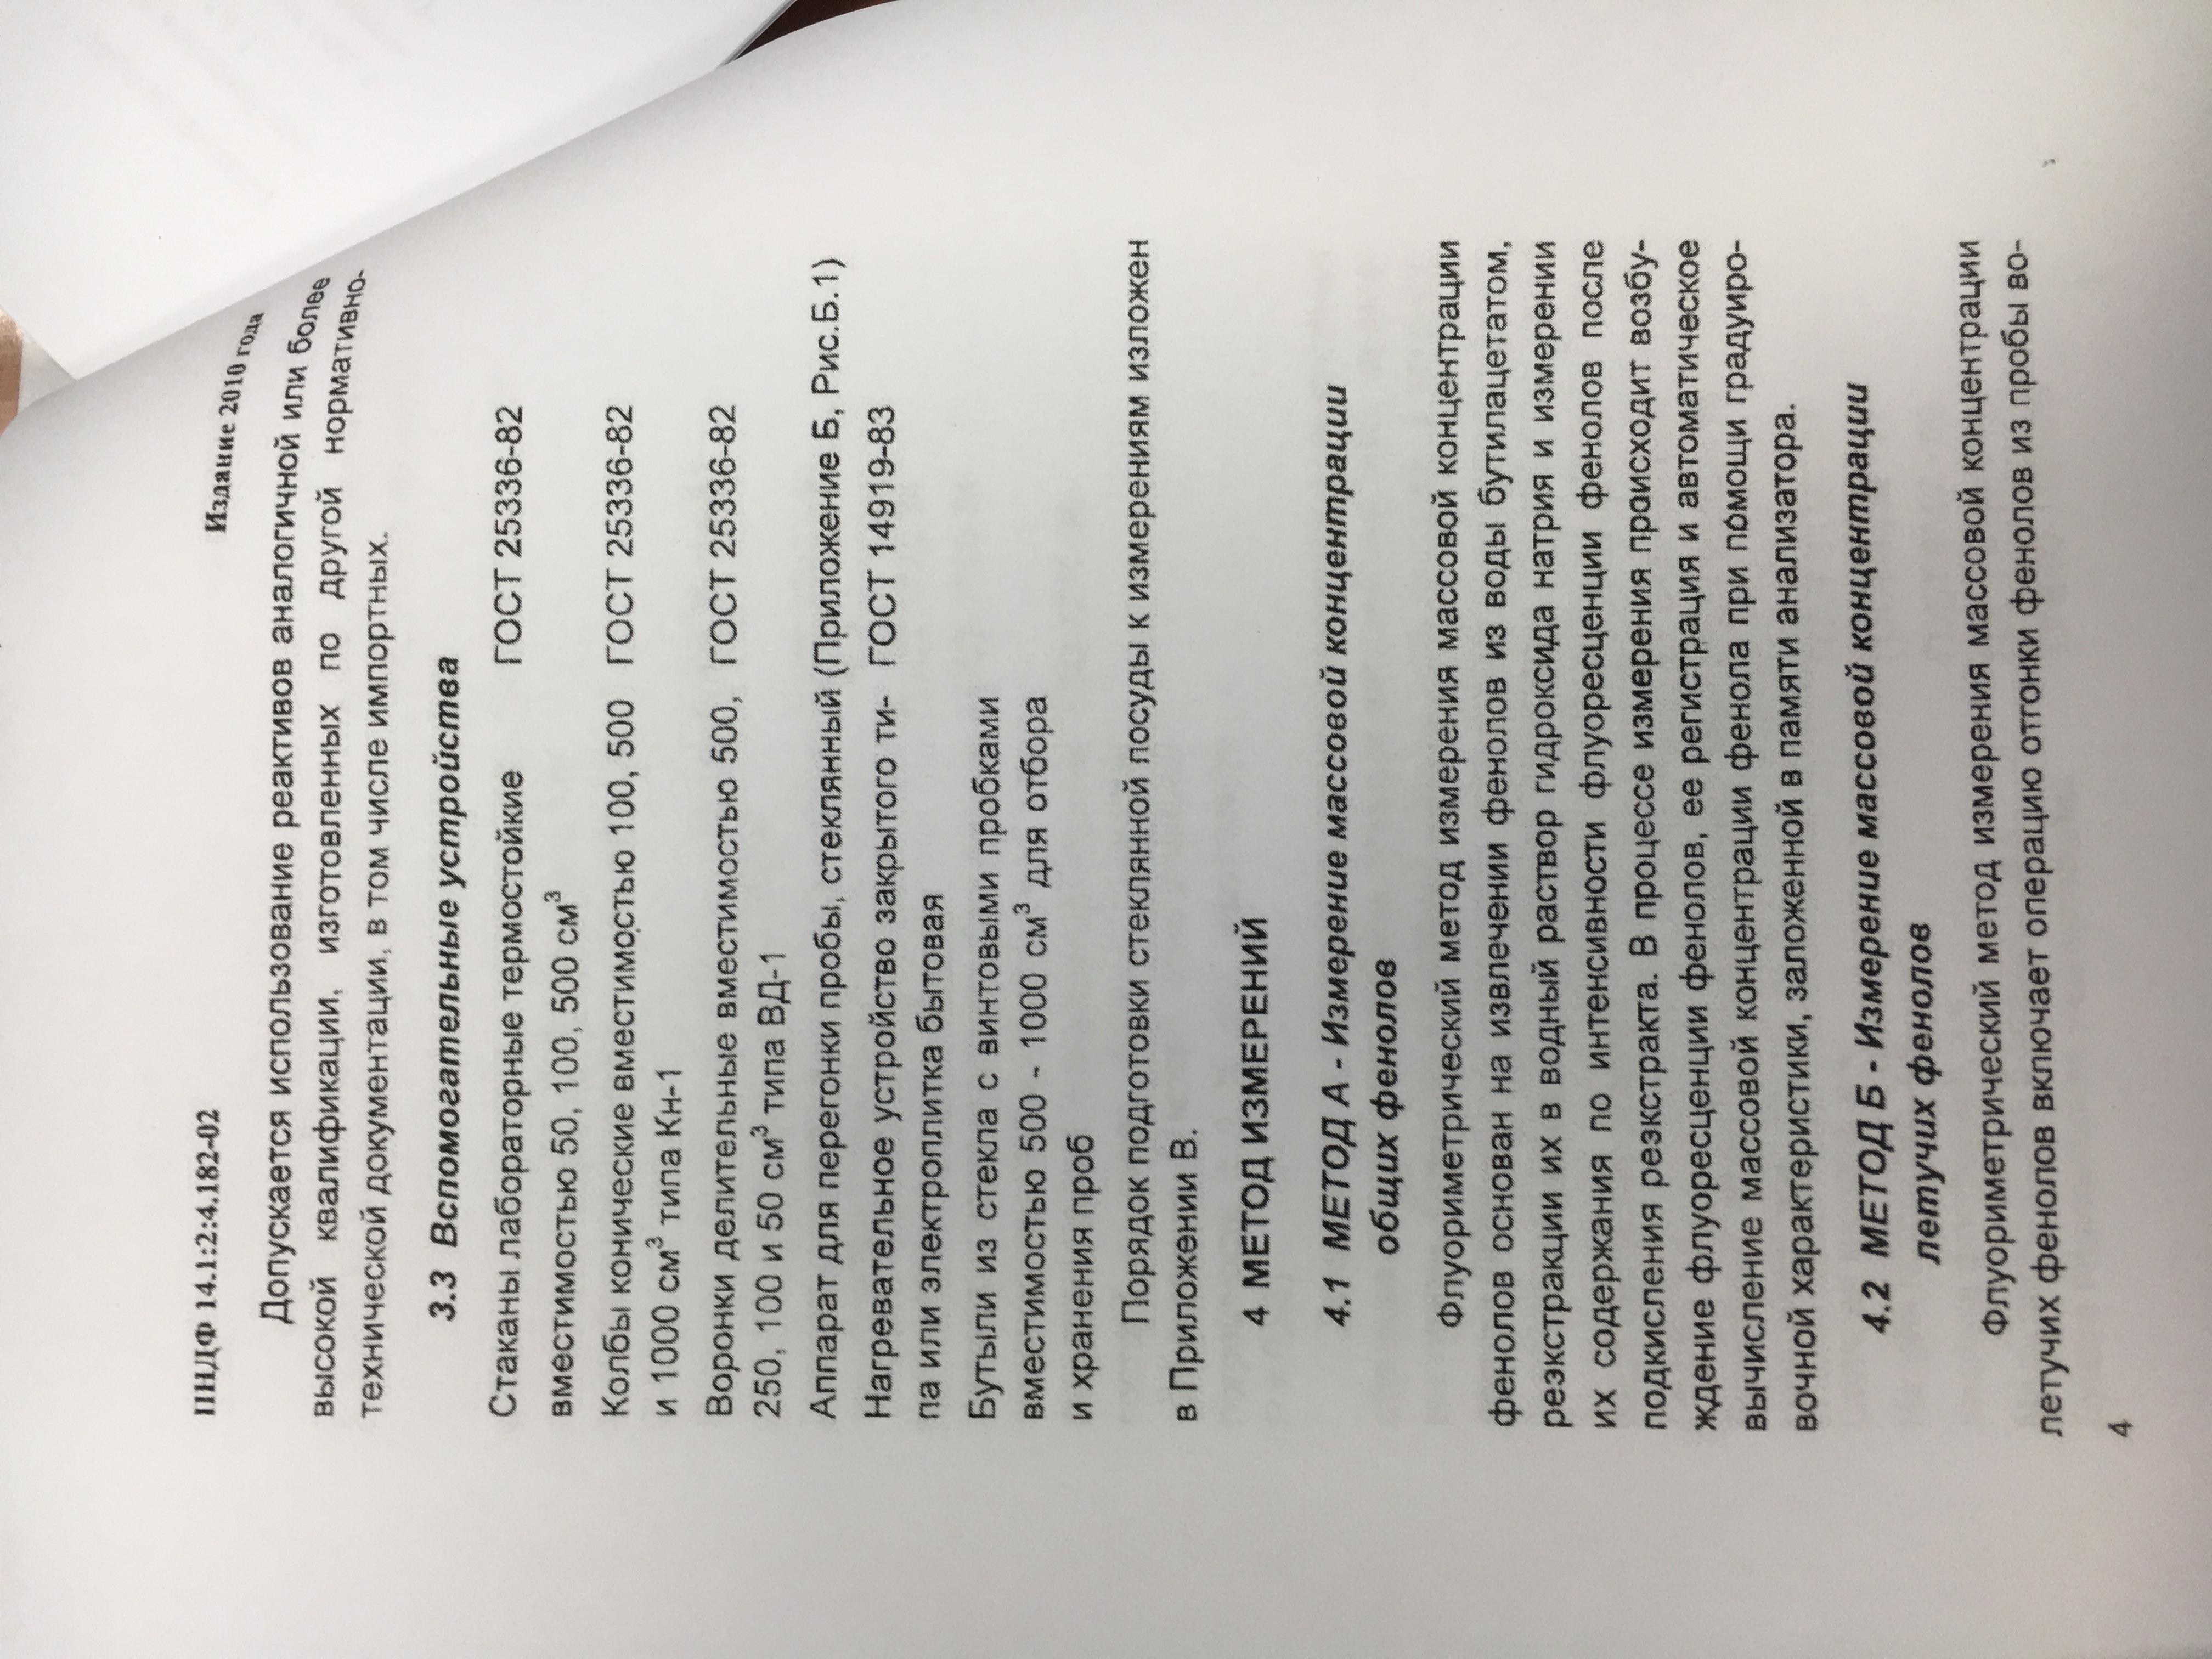 ПНДФ 14.1:2:4.182-02 Издание 2010 года
Допускается использование реактивов аналогичной или более
высокой квалификации, изготовленных по другой нормативно-
технической документации, в том числе импортных.
3.3 Вспомогательные устройства
Стаканы лабораторные термостойкие ГОСТ 25336-82
вместимостью 50, 100, 500 см³
Колбы конические вместимостью 100, 500 ГОСТ 25336-82
и 1000 см³ типа Кн-1
Воронки делительные вместимостью 500, ГОСТ 25336-82
250, 100 и 50 см³ типа ВД-1
Аппарат для перегонки пробы, стеклянный (Приложение Б, Рис.Б.1)
Нагревательное устройство закрытого ти- ГОСТ 14919-83
па или электроплитка бытовая
Бутыли из стекла с винтовыми пробками
вместимостью 500 - 1000 см³ для отбора
и хранения проб
Порядок подготовки стеклянной посуды к измерениям изложен
в Приложении В.
4 МЕТОД ИЗМЕРЕНИЙ
4.1 МЕТОД А - Измерение массовой концентрации
общих фенолов
Флуориметрический метод измерения массовой концентрации
фенолов основан на извлечении фенолов из воды бутилацетатом,
реэкстракции их в водный раствор гидроксида натрия и измерении
их содержания по интенсивности флуоресценции фенолов после
подкисления реэкстракта. В процессе измерения происходит возбу-
ждение флуоресценции фенолов, ее регистрация и автоматическое
вычисление массовой концентрации фенола при помощи градуиро-
вочной характеристики, заложенной в памяти анализатора.
4.2 МЕТОД Б - Измерение массовой концентрации
летучих фенолов
Флуориметрический метод измерения массовой концентрации
летучих фенолов включает операцию отгонки фенолов из пробы во-
4